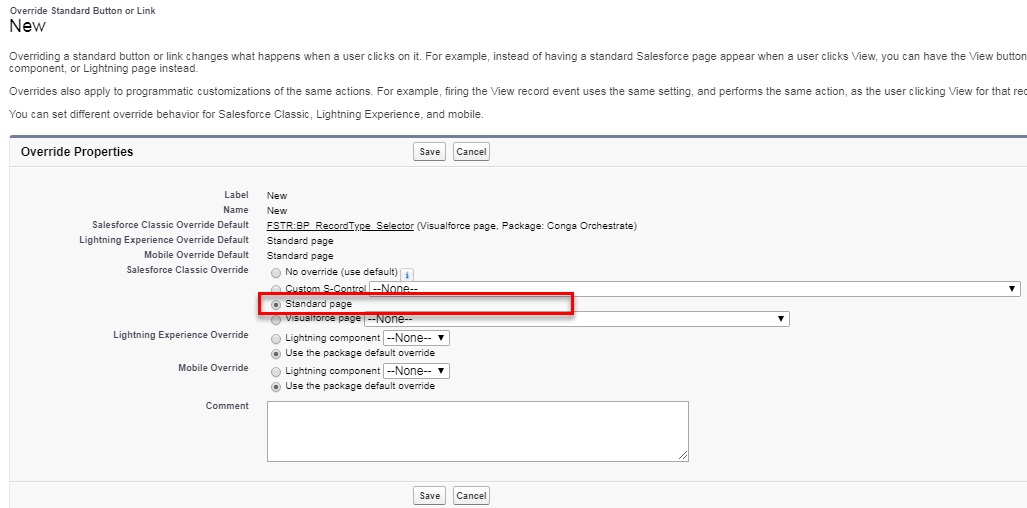 Override Standard Button or Link
New
Overriding a standard button or link changes what happens when a user clicks on it. For example, instead of having a standard Salesforce page appear when a user clicks View, you can have the View button
component, or Lightning page instead.
Overrides also apply to programmatic customizations of the same actions. For example, firing the View record event uses the same setting, and performs the same action, as the user clicking View for that rec
You can set different override behavior for Salesforce Classic, Lightning Experience, and mobile.
Override Properties Save Cancel
Label New
Name New
Salesforce Classic Override Default FSTR:BP_RecordType_Selector (Visualforce page, Package: Conga Orchestrate)
Lightning Experience Override Default Standard page
Mobile Override Default Standard page
Salesforce Classic Override No override (use default) i
Custom S-Control --None--
Standard page
Visualforce page --None--
Lightning Experience Override Lightning component --None--
Use the package default override
Mobile Override Lightning component --None--
Use the package default override
Comment
Save Cancel